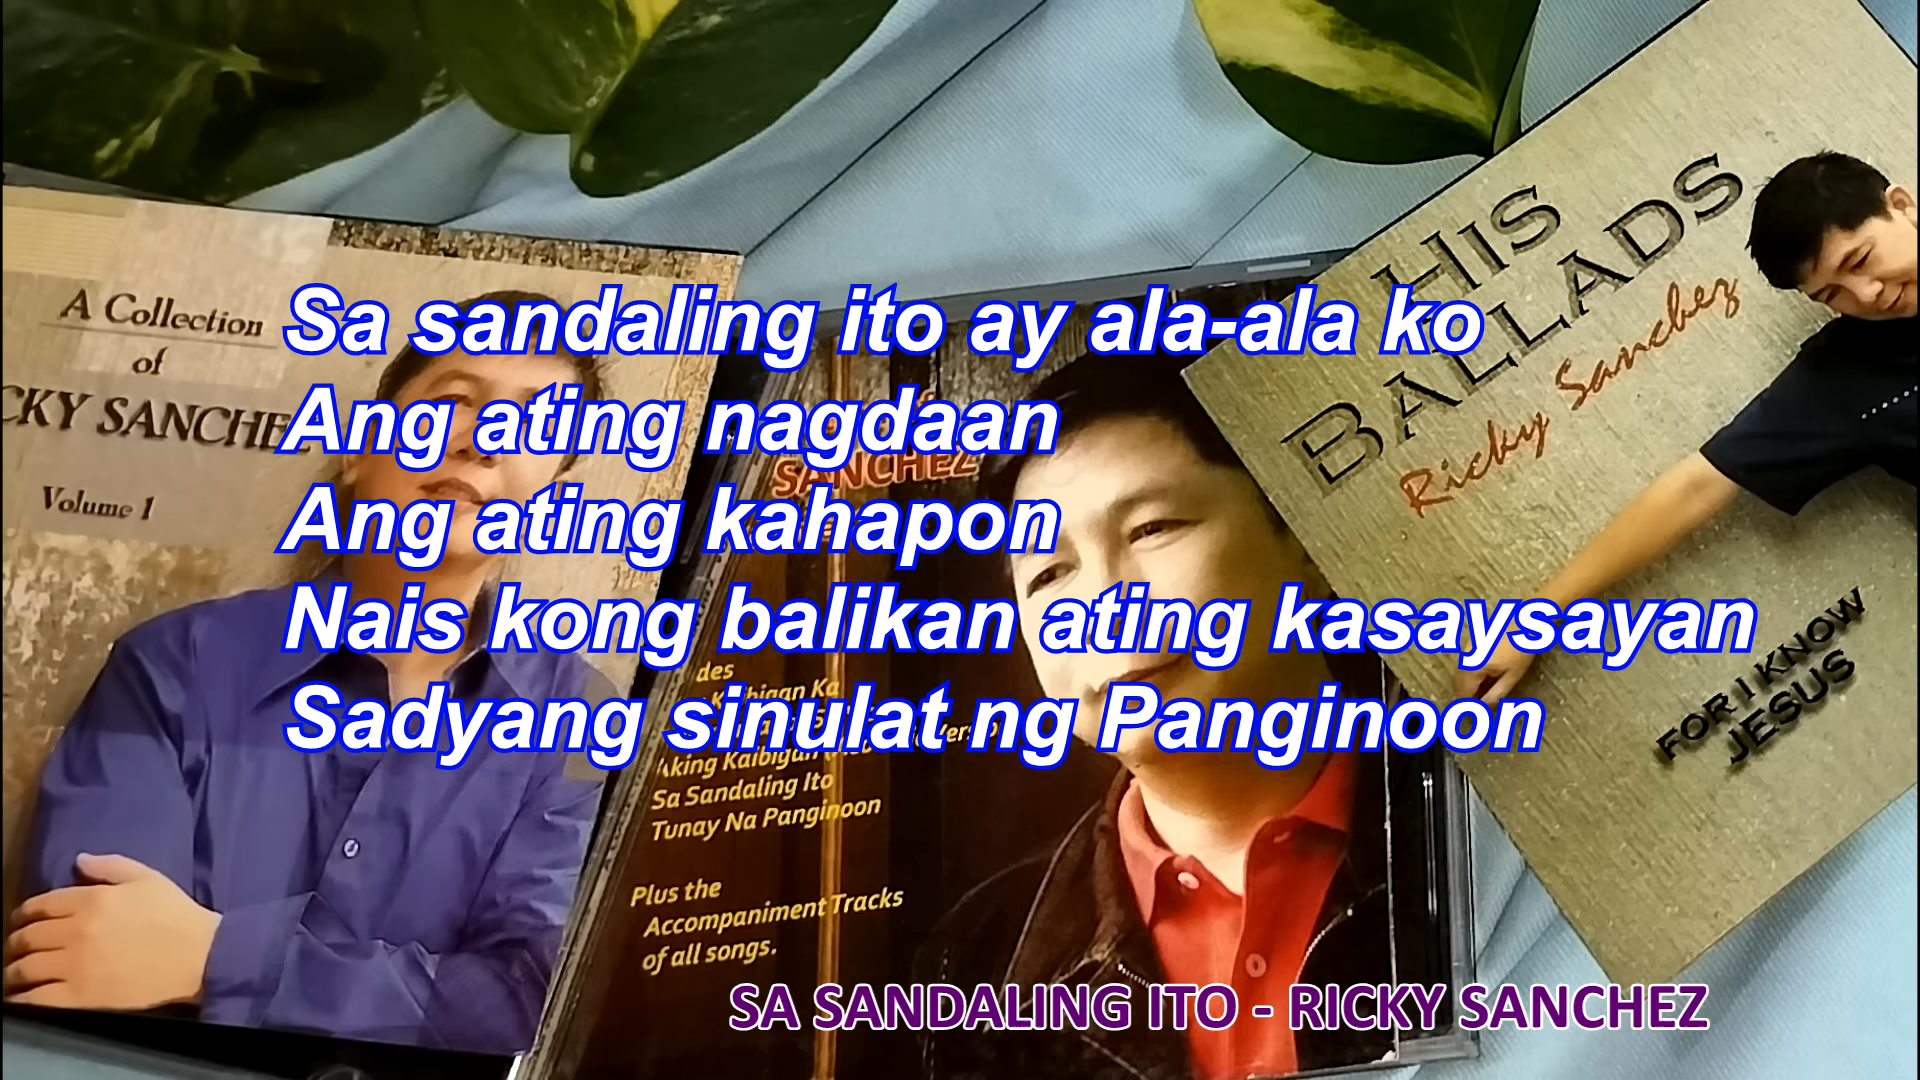 A Collection
of
CKY SANCHE
Volume 1
HIS
BALLADS
Ricky Sanchez
FOR I KNOW
JESUS
SANCHEZ
Sa sandaling ito ay ala-ala ko
Ang ating nagdaan
Ang ating kahapon
Nais kong balikan ating kasaysayan
Sadyang sinulat ng Panginoon
des
Ka
Aking Kaibigan
Sa Sandaling Ito
Tunay Na Panginoon
Plus the
Accompaniment Tracks
of all songs.
SA SANDALING ITO - RICKY SANCHEZ